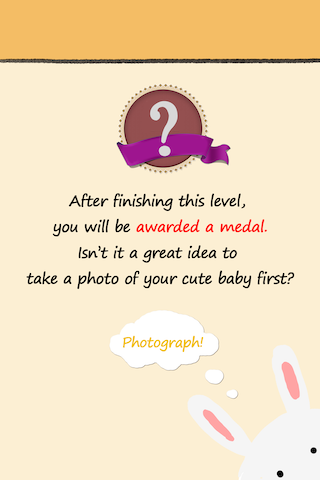 ?
After finishing this level,
you will be awarded a medal.
Isn't it a great idea to
take a photo of your cute baby first?
Photograph!